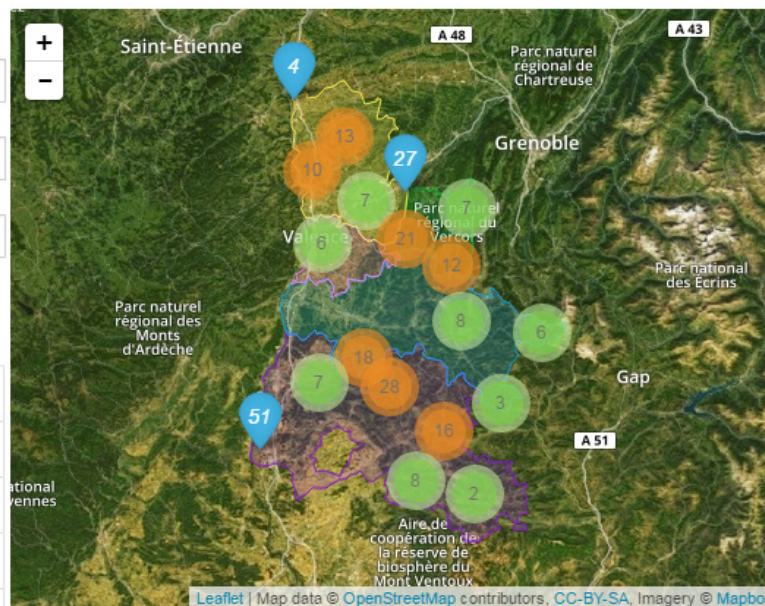 +
−
Saint-Étienne
A 48
A 43
Parc naturel
régional de
Chartreuse
4
13
Grenoble
10
27
7
Parc naturel
régional du
Vercors
7
Valence
6
21
12
Parc national
des Écrins
Parc naturel
régional des
Monts
d'Ardèche
8
6
18
7
28
Gap
3
51
16
A 51
8
2
Aire de
coopération de
la réserve de
biosphère du
Mont Ventoux
Leaflet | Map data © OpenStreetMap contributors, CC-BY-SA, Imagery © Mapbo